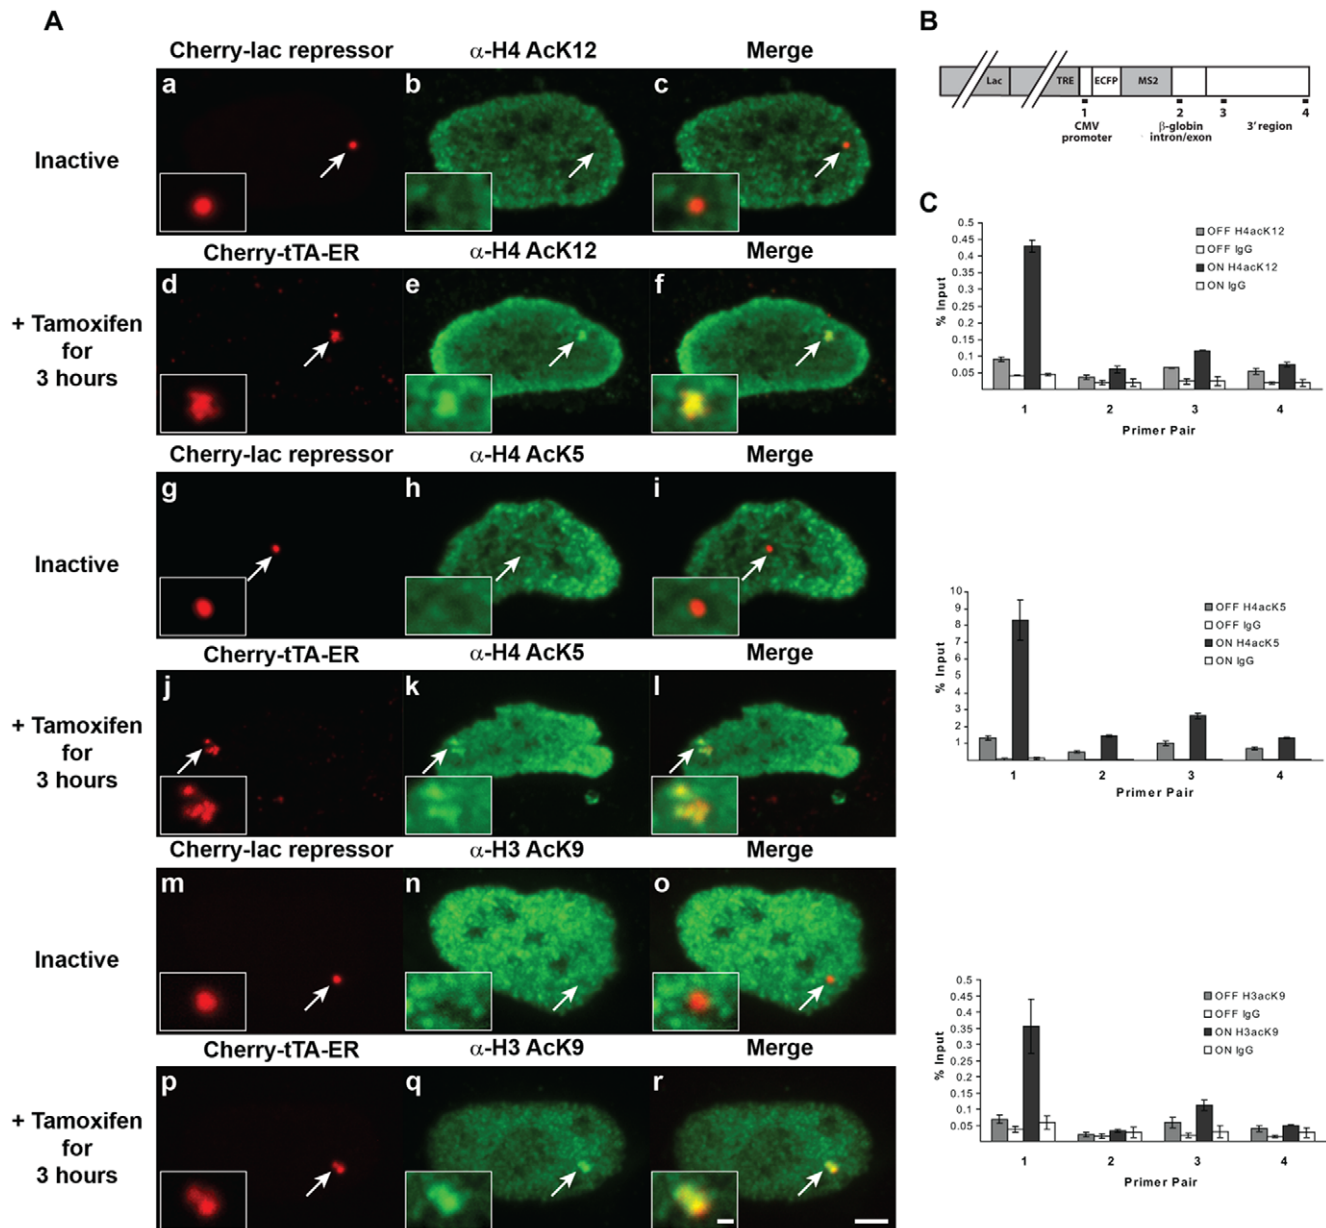 A
Cherry-lac repressor α-H4 AcK12 Merge
Inactive
a b c
Cherry-tTA-ER α-H4 AcK12 Merge
+ Tamoxifen
for
3 hours
d e f
Cherry-lac repressor α-H4 AcK5 Merge
Inactive
g h i
Cherry-tTA-ER α-H4 AcK5 Merge
+ Tamoxifen
for
3 hours
j k l
Cherry-lac repressor α-H3 AcK9 Merge
Inactive
m n o
Cherry-tTA-ER α-H3 AcK9 Merge
+ Tamoxifen
for
3 hours
p q r
B
Lac TRE ECFP MS2
1 2 3 4
CMV
promoter
β-globin
intron/exon
3' region
C
0.5
0.45
0.4
0.35
0.3
0.25
0.2
0.15
0.1
0.05
% Input
OFF H4acK12
OFF IgG
ON H4acK12
ON IgG
1 2 3 4
Primer Pair
10
9
8
7
6
5
4
3
2
1
% Input
OFF H4acK5
OFF IgG
ON H4acK5
ON IgG
1 2 3 4
Primer Pair
0.5
0.45
0.4
0.35
0.3
0.25
0.2
0.15
0.1
0.05
% Input
OFF H3acK9
OFF IgG
ON H3acK9
ON IgG
1 2 3 4
Primer Pair